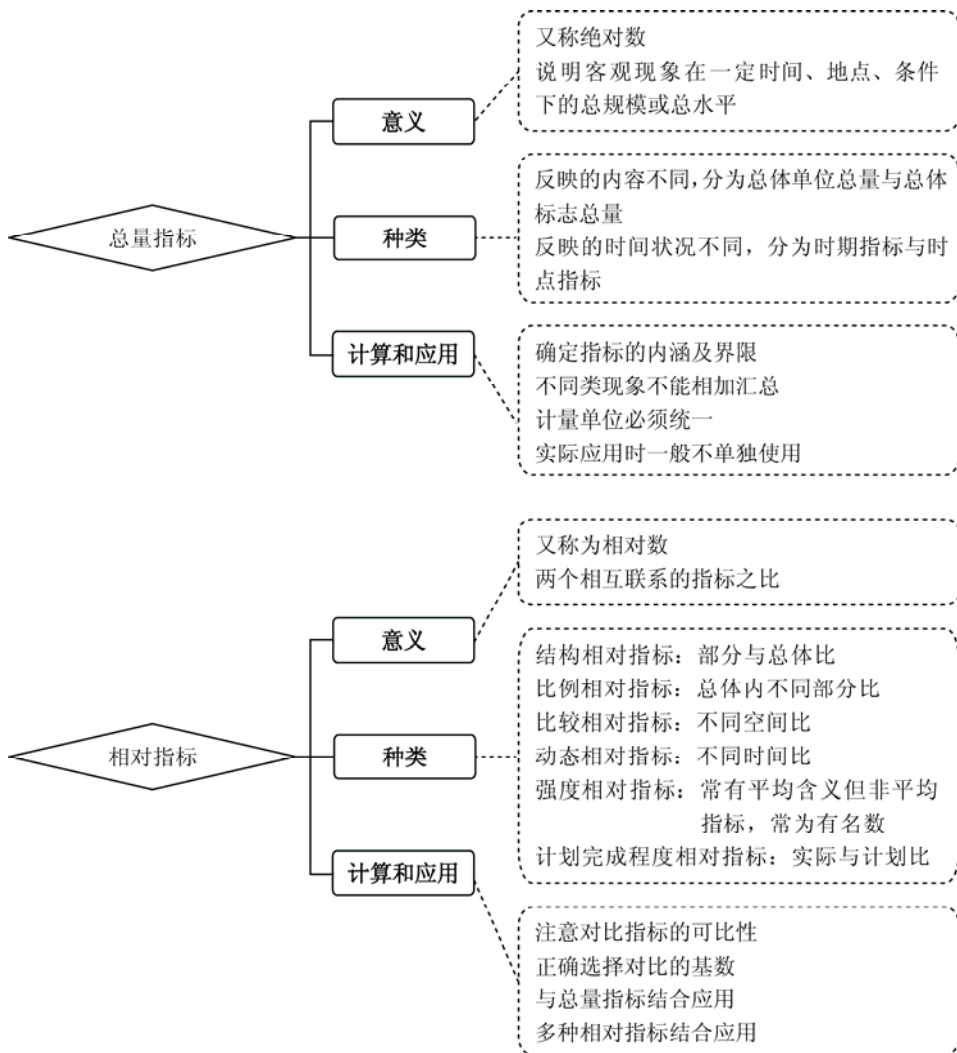 总量指标
意义
又称绝对数
说明客观现象在一定时间、地点、条件
下的总规模或总水平
种类
反映的内容不同，分为总体单位总量与总体
标志总量
反映的时间状况不同，分为时期指标与时
点指标
计算和应用
确定指标的内涵及界限
不同类现象不能相加汇总
计量单位必须统一
实际应用时一般不单独使用
相对指标
意义
又称为相对数
两个相互联系的指标之比
种类
结构相对指标：部分与总体比
比例相对指标：总体内不同部分比
比较相对指标：不同空间比
动态相对指标：不同时间比
强度相对指标：常有平均含义但非平均
指标，常为有名数
计划完成程度相对指标：实际与计划比
计算和应用
注意对比指标的可比性
正确选择对比的基数
与总量指标结合应用
多种相对指标结合应用